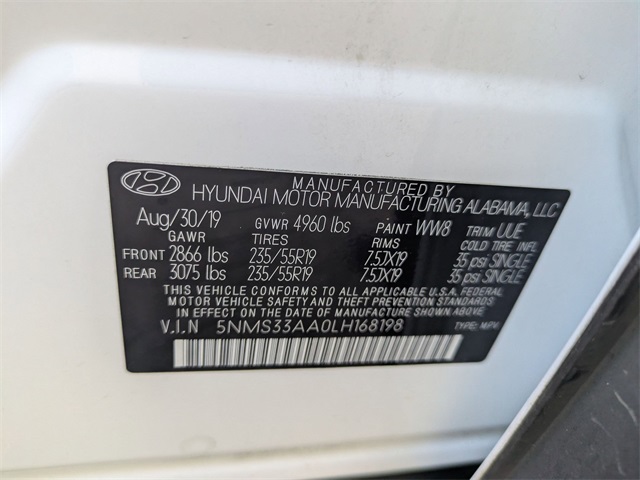 MANUFACTURED BY
HYUNDAI MOTOR MANUFACTURING ALABAMA, LLC
Aug/30/19 GVWR 4960 lbs PAINT WW8 TRIM UUE
GAWR TIRES RIMS COLD TIRE INFL
FRONT 2866 lbs 235/55R19 7.5JX19 35 psi SINGLE
REAR 3075 lbs 235/55R19 7.5JX19 35 psi SINGLE
THIS VEHICLE CONFORMS TO ALL APPLICABLE U.S.A. FEDERAL
MOTOR VEHICLE SAFETY AND THEFT PREVENTION STANDARDS
IN EFFECT ON THE DATE OF MANUFACTURE SHOWN ABOVE.
V.I.N 5NMS33AA0LH168198 TYPE: MPV